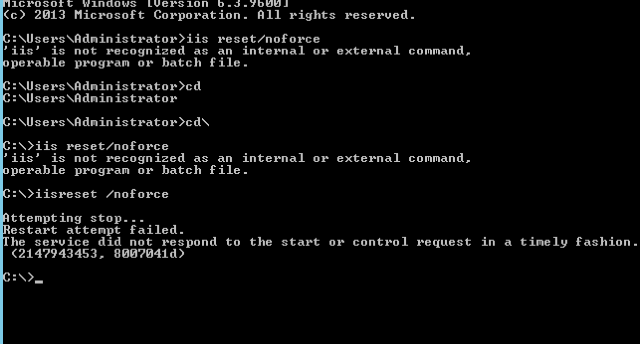 Microsoft Windows [Version 6.3.9600]
(c) 2013 Microsoft Corporation. All rights reserved.
C:\Users\Administrator>iis reset/noforce
'iis' is not recognized as an internal or external command,
operable program or batch file.
C:\Users\Administrator>cd
C:\Users\Administrator
C:\Users\Administrator>cd\
C:\>iis reset/noforce
'iis' is not recognized as an internal or external command,
operable program or batch file.
C:\>iisreset /noforce
Attempting stop...
Restart attempt failed.
The service did not respond to the start or control request in a timely fashion.
(2147943453, 8007041d)
C:\>_